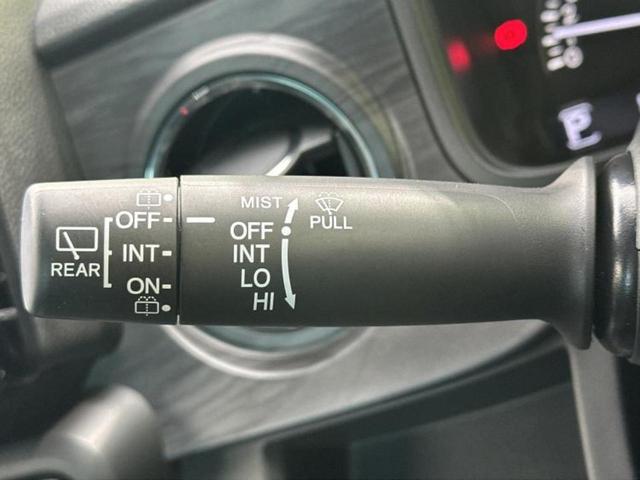 REAR
OFF
INT
ON
MIST
OFF
INT
LO
HI
PULL